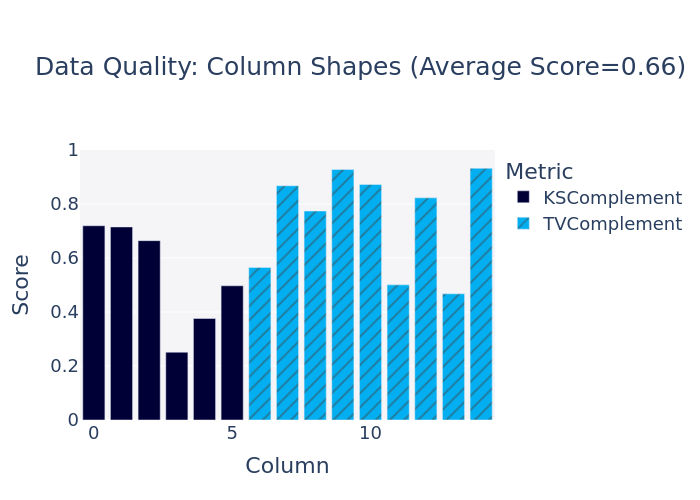 Data Quality: Column Shapes (Average Score=0.66)
1
0.8
0.6
0.4
0.2
0
Score
0 5 10
Column
Metric
KSComplement
TVComplement